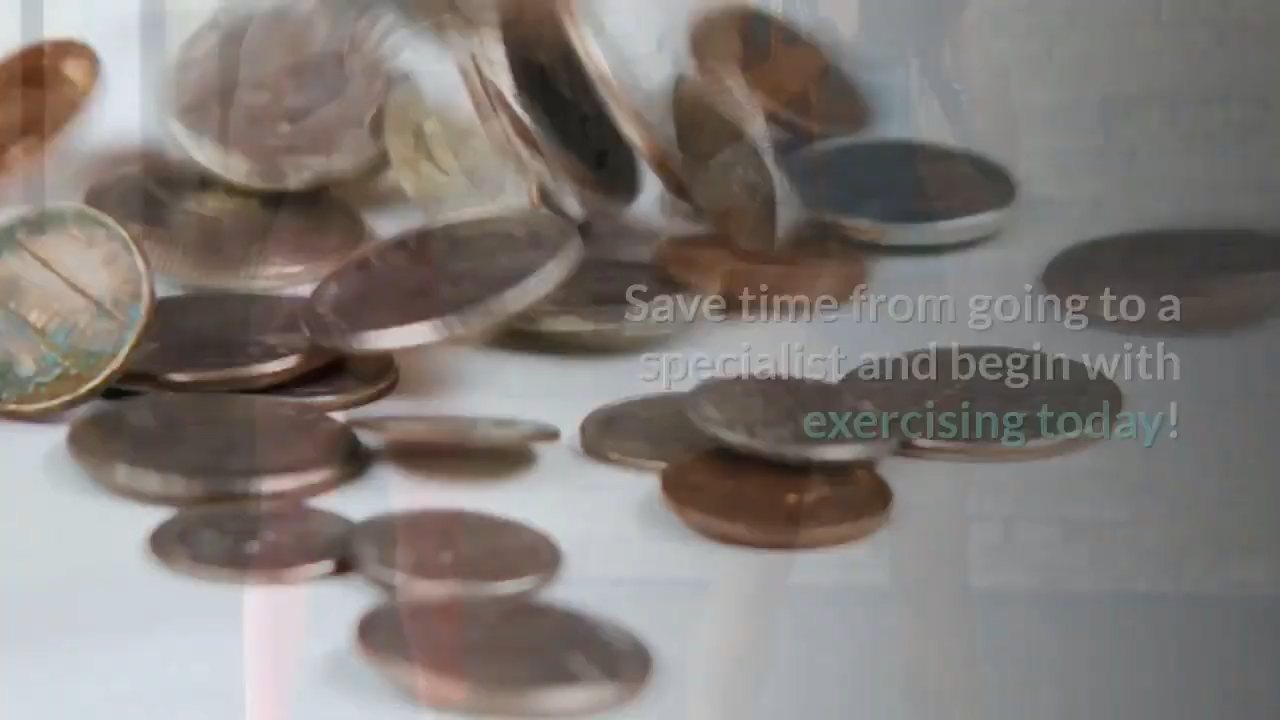 Save time from going to a
specialist and begin with
exercising today!